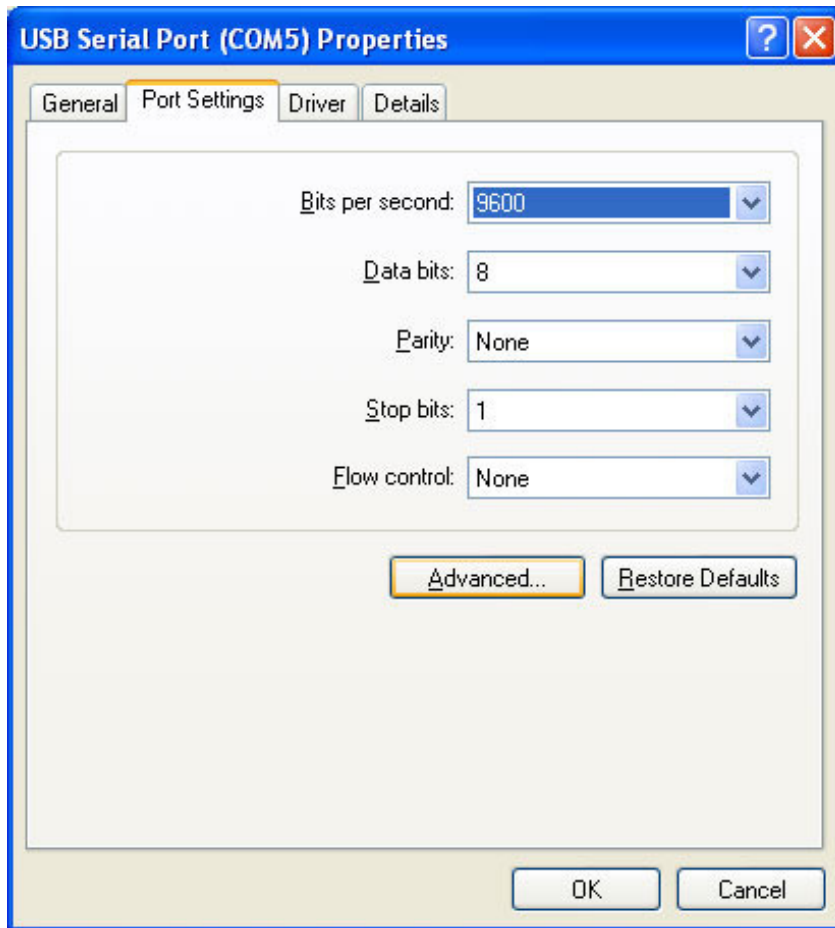 USB Serial Port (COM5) Properties
?
General Port Settings Driver Details
Bits per second: 9600
Data bits: 8
Parity: None
Stop bits: 1
Flow control: None
Advanced... Restore Defaults
OK Cancel